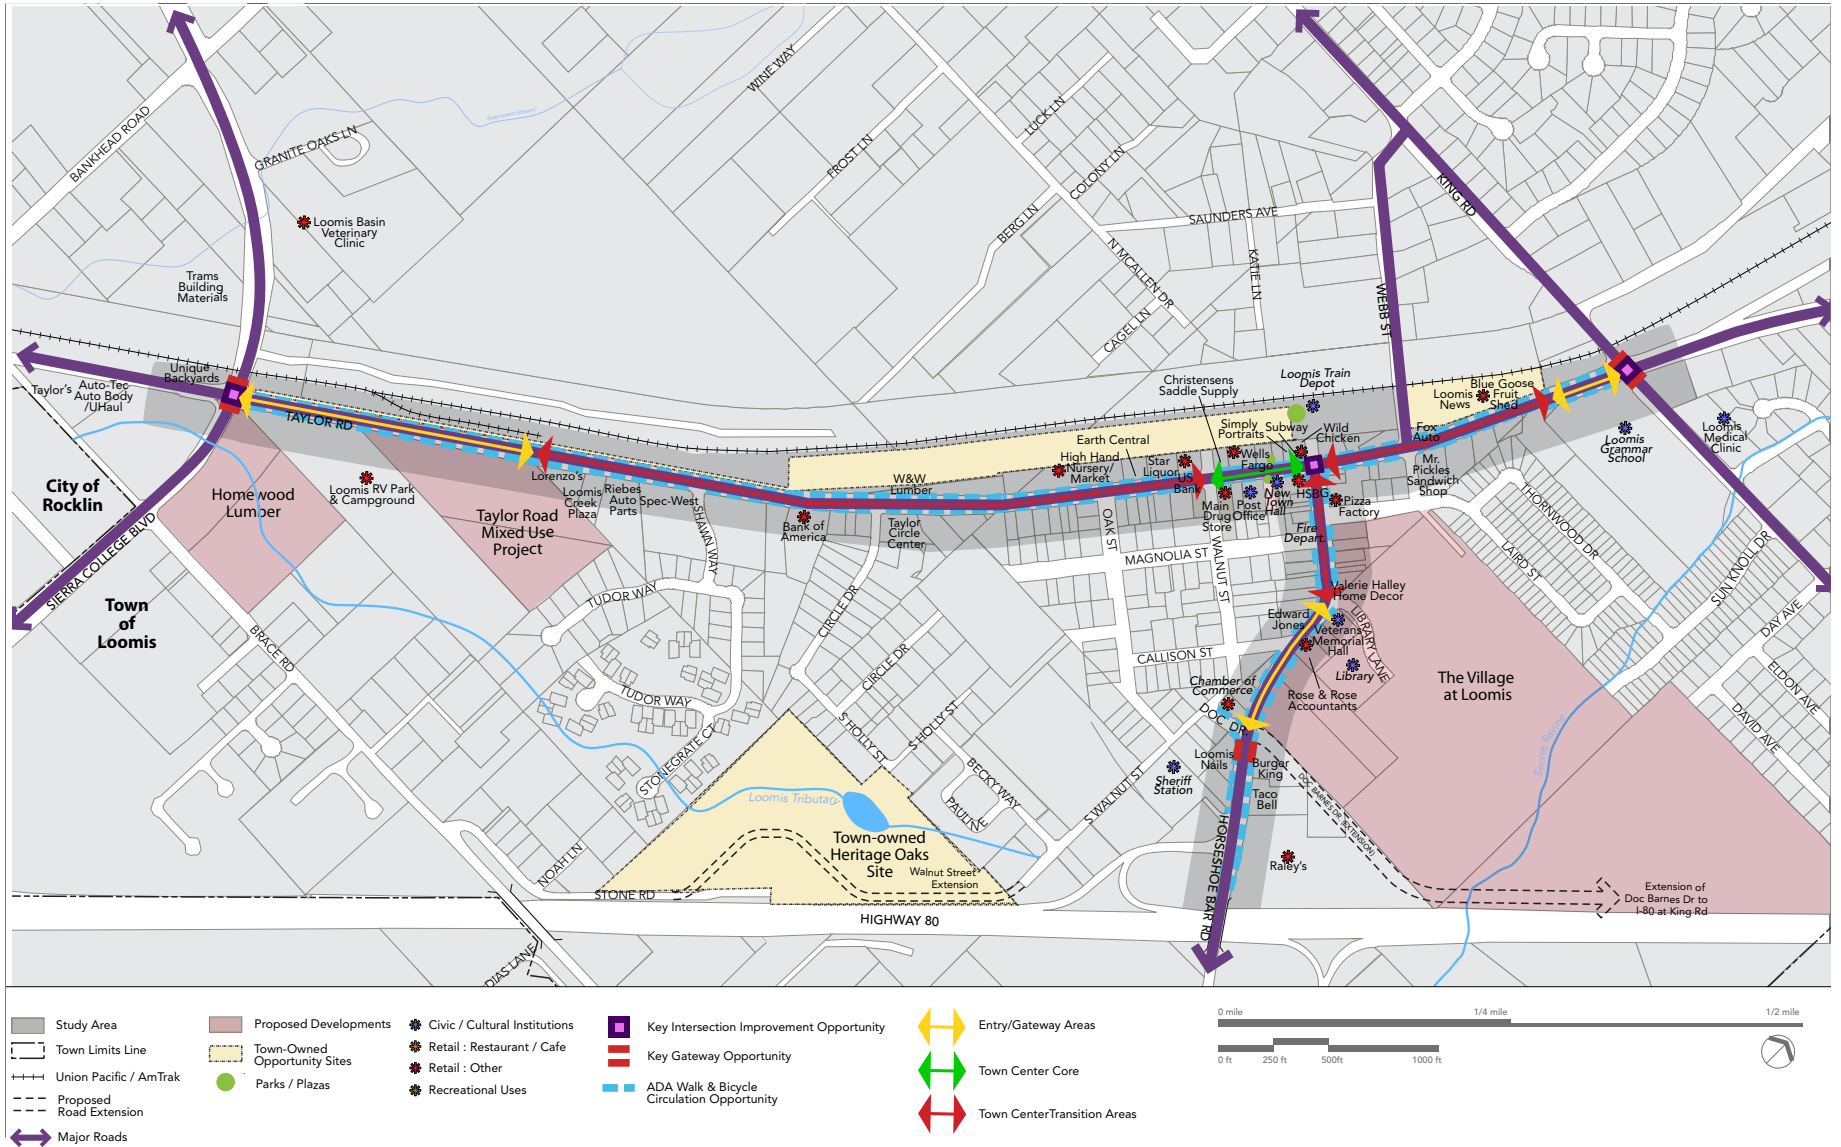 BANKHEAD ROAD
GRANITE OAKS LN
WINE WAY
FROST LN
LUCK LN
COLONY LN
BERG LN
SAUNDERS AVE
N MCALLEN DR
KATIE LN
CAGEL LN
KING RD
WEBB ST
Loomis Basin
Veterinary
Clinic
Trams
Building
Materials
Unique
Backyards
Taylor's
Auto-Tec
Auto Body
/UHaul
TAYLOR RD
City of
Rocklin
Homewood
Lumber
Loomis RV Park
& Campground
Taylor Road
Mixed Use
Project
Lorenzo's
Loomis
Creek
Plaza
Riebes
Auto
Parts
Spec-West
SHAWN WAY
Bank of
America
W&W
Lumber
Taylor
Circle
Center
Earth Central
High Hand
Nursery/
Market
Christensens
Saddle Supply
Star
Liquor
US
Bank
Simply
Portraits
Subway
Wells
Fargo
Loomis Train
Depot
Wild
Chicken
Main
Drug
Store
Post
Office
New
Town
Hall
HSBG
Pizza
Factory
Fire
Depart.
Fox
Auto
Mr.
Pickles
Sandwich
Shop
Loomis
News
Blue Goose
Fruit
Shed
Loomis
Grammar
School
Loomis
Medical
Clinic
OAK ST
MAGNOLIA ST
WALNUT ST
CALLISON ST
THORNWOOD DR
LAIRD ST
SUN KNOLL DR
DAY AVE
ELDON AVE
DAVID AVE
SIERRA COLLEGE BLVD
Town
of
Loomis
BRACE RD
TUDOR WAY
TUDOR WAY
STONEGRATE CT
CIRCLE DR
CIRCLE DR
S HOLLY ST
S HOLLY ST
BECKY WAY
PAULINE
S WALNUT ST
Valerie Halley
Home Decor
Edward
Jones
Veterans
Memorial
Hall
LIBRARY LANE
Library
Rose & Rose
Accountants
Chamber of
Commerce
DOC DR.
The Village
at Loomis
Secret Ravine
Loomis
Nails
Burger
King
Taco
Bell
Sheriff
Station
DOC BARNES DR. (EXTENSION)
Raley's
HORSESHOE BAR RD
Loomis Tributary
Town-owned
Heritage Oaks
Site
Walnut Street
Extension
NOAH LN
STONE RD
HIGHWAY 80
DIAS LANE
Extension of
Doc Barnes Dr to
I-80 at King Rd
Study Area
Town Limits Line
Union Pacific / AmTrak
Proposed
Road Extension
Major Roads
Proposed Developments
Town-Owned
Opportunity Sites
Parks / Plazas
Civic / Cultural Institutions
Retail : Restaurant / Cafe
Retail : Other
Recreational Uses
Key Intersection Improvement Opportunity
Key Gateway Opportunity
ADA Walk & Bicycle
Circulation Opportunity
Entry/Gateway Areas
Town Center Core
Town CenterTransition Areas
0 mile
1/4 mile
1/2 mile
0 ft
250 ft
500ft
1000 ft